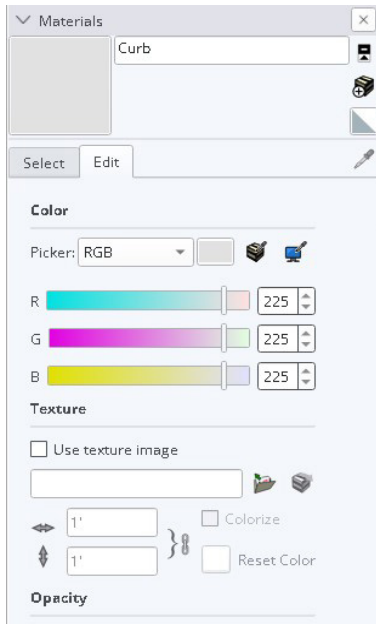 Materials
Curb
Select Edit
Color
Picker: RGB
R 225
G 225
B 225
Texture
Use texture image
1' Colorize
1' Reset Color
Opacity